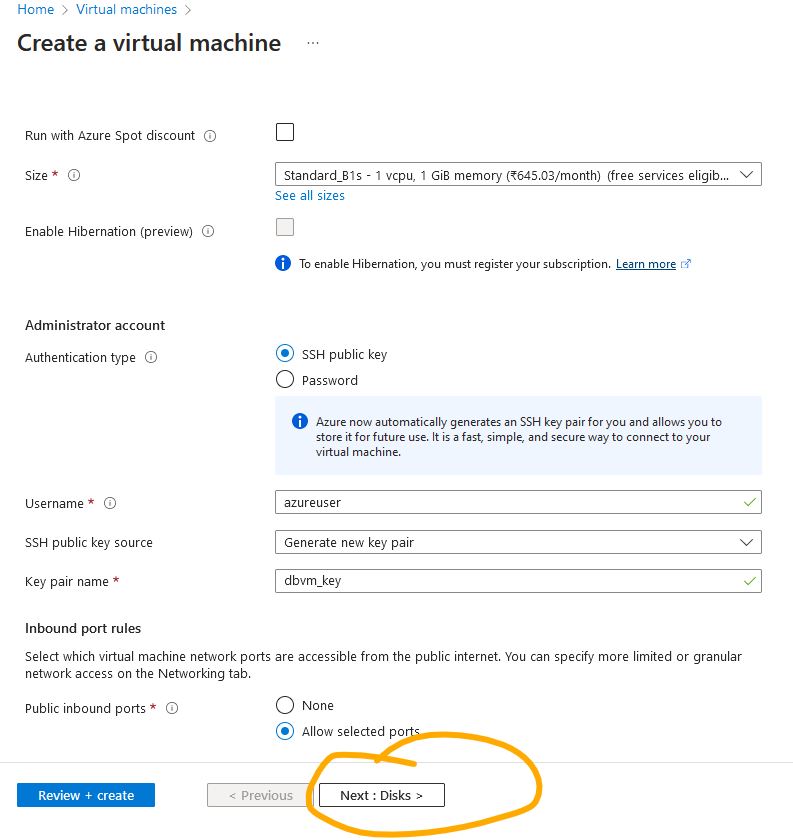 Home > Virtual machines >
Create a virtual machine ...
Run with Azure Spot discount
Size *
Standard_B1s - 1 vcpu, 1 GiB memory (₹645.03/month) (free services eligib...
See all sizes
Enable Hibernation (preview)
To enable Hibernation, you must register your subscription. Learn more
Administrator account
Authentication type
SSH public key
Password
Azure now automatically generates an SSH key pair for you and allows you to
store it for future use. It is a fast, simple, and secure way to connect to your
virtual machine.
Username *
azureuser
SSH public key source
Generate new key pair
Key pair name *
dbvm_key
Inbound port rules
Select which virtual machine network ports are accessible from the public internet. You can specify more limited or granular
network access on the Networking tab.
Public inbound ports *
None
Allow selected ports
Review + create
< Previous
Next : Disks >